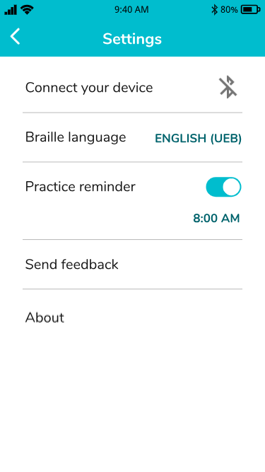 9:40 AM 80%
Settings
Connect your device
Braille language ENGLISH (UEB)
Practice reminder
8:00 AM
Send feedback
About